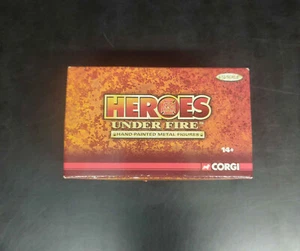 HEROES
UNDER FIRE
HAND PAINTED METAL FIGURES
14+
CORGI